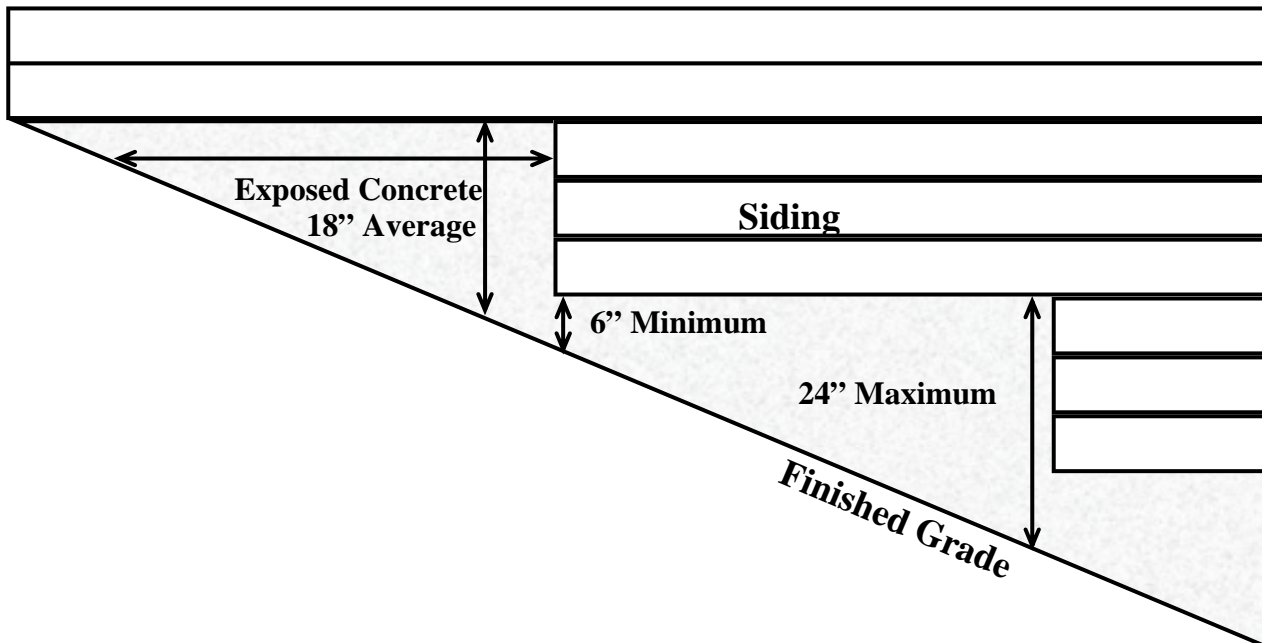 Exposed Concrete
18” Average
Siding
6” Minimum
24” Maximum
Finished Grade